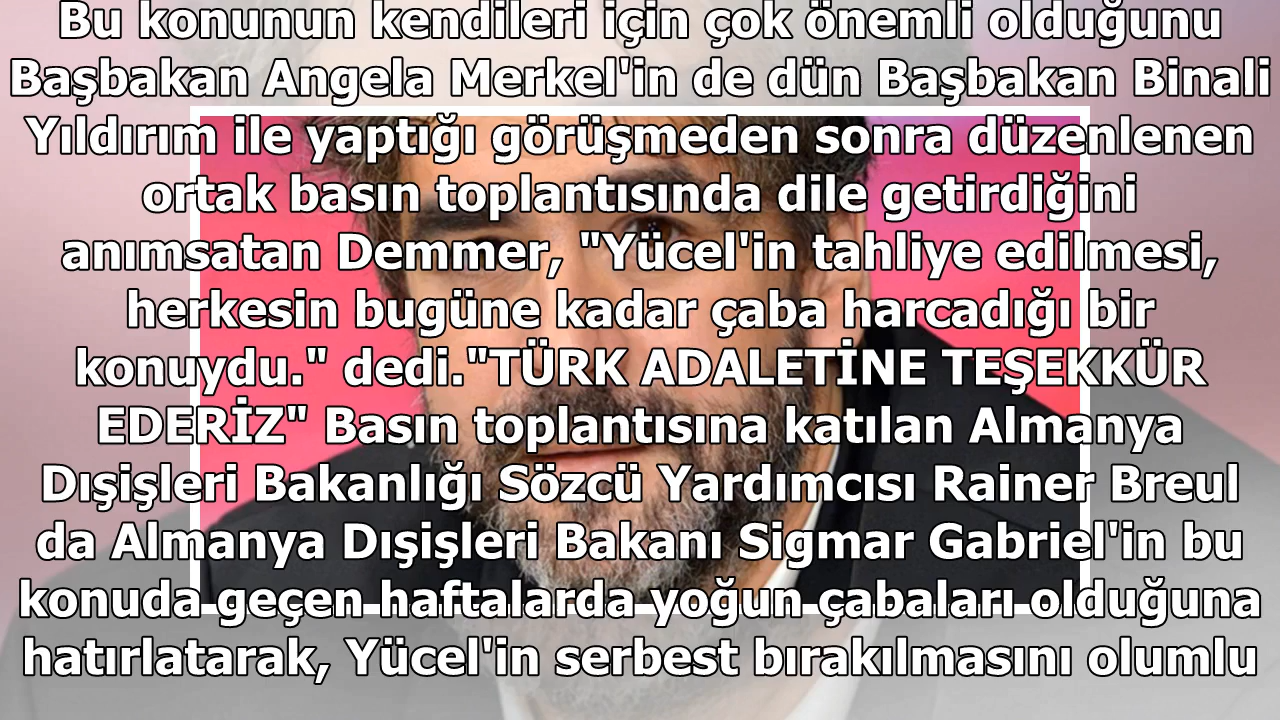 Bu konunun kendileri için çok önemli olduğunu
Başbakan Angela Merkel'in de dün Başbakan Binali
Yıldırım ile yaptığı görüşmeden sonra düzenlenen
ortak basın toplantısında dile getirdiğini
anımsatan Demmer, "Yücel'in tahliye edilmesi,
herkesin bugüne kadar çaba harcadığı bir
konuydu." dedi."TÜRK ADALETİNE TEŞEKKÜR
EDERİZ" Basın toplantısına katılan Almanya
Dışişleri Bakanlığı Sözcü Yardımcısı Rainer Breul
da Almanya Dışişleri Bakanı Sigmar Gabriel'in bu
konuda geçen haftalarda yoğun çabaları olduğuna
hatırlatarak, Yücel'in serbest bırakılmasını olumlu